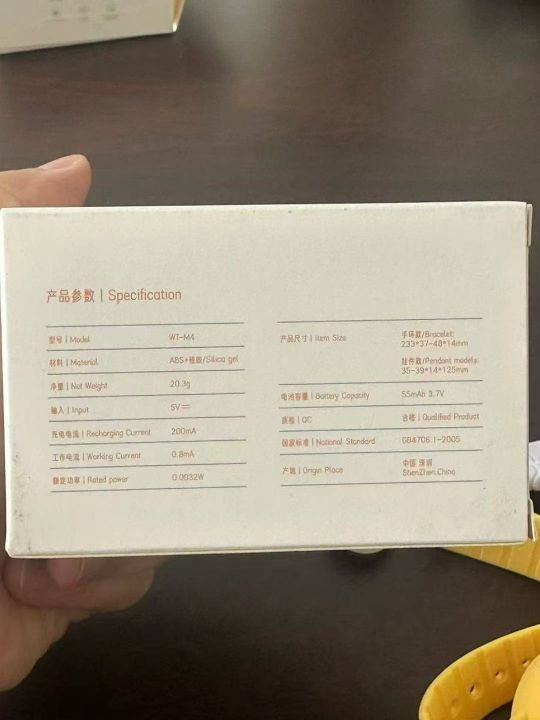 产品参数 | Specification
型号 | Model WT-M4
材料 | Material ABS+硅胶/Silica gel
净重 | Net Weight 20.3g
输入 | Input 5V⎓
充电电流 | Recharging Current 200mA
工作电流 | Working Current 0.8mA
额定功率 | Rated power 0.0032W
产品尺寸 | Item Size 手环款/Bracelet:
233*37-48*14mm
挂件款/Pendant models:
35-39*14*125mm
电池容量 | Battery Capacity 55mAh 3.7V
质检 | QC 合格 | Qualified Product
国家标准 | National Standard GB4706.1-2005
产地 | Origin Place 中国 深圳
ShenZhen.China